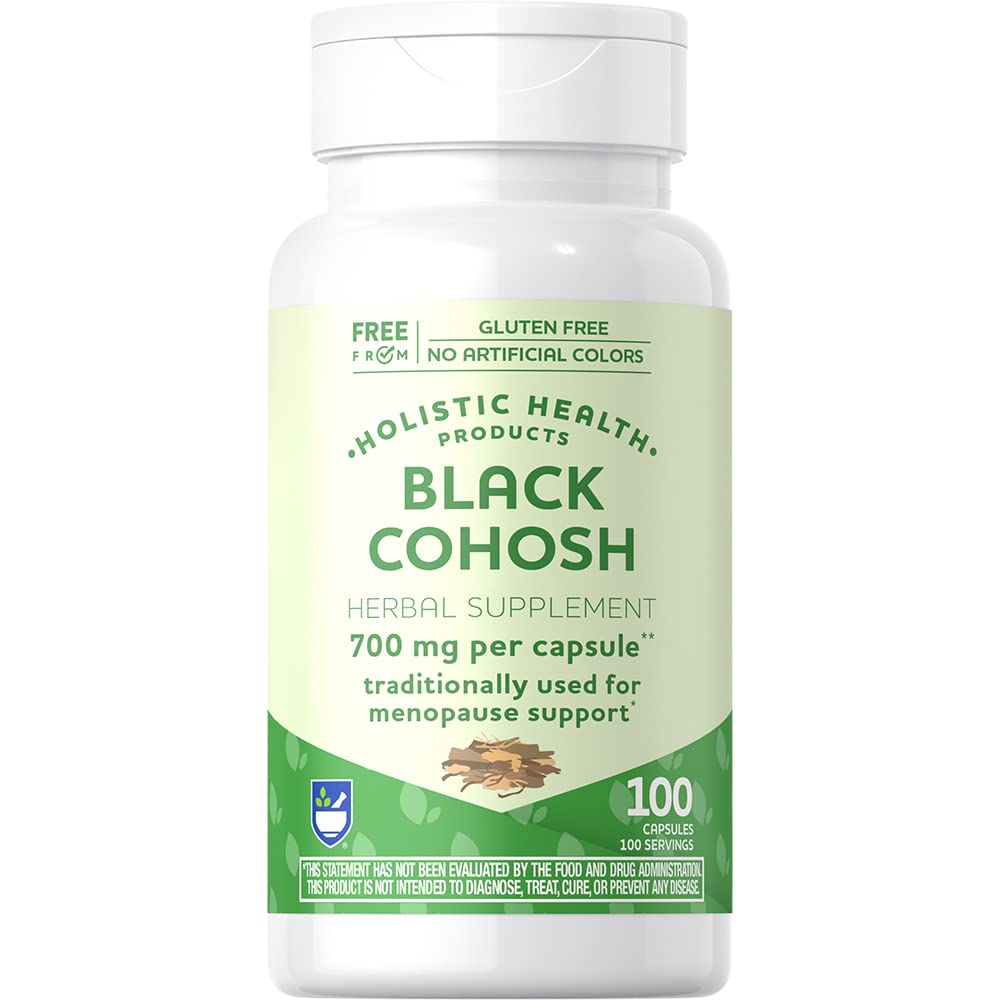 FREE
FROM
GLUTEN FREE
NO ARTIFICIAL COLORS
•HOLISTIC HEALTH•
PRODUCTS
BLACK
COHOSH
HERBAL SUPPLEMENT
700 mg per capsule**
traditionally used for
menopause support*
100
CAPSULES
100 SERVINGS
®
*THIS STATEMENT HAS NOT BEEN EVALUATED BY THE FOOD AND DRUG ADMINISTRATION.
THIS PRODUCT IS NOT INTENDED TO DIAGNOSE, TREAT, CURE, OR PREVENT ANY DISEASE.